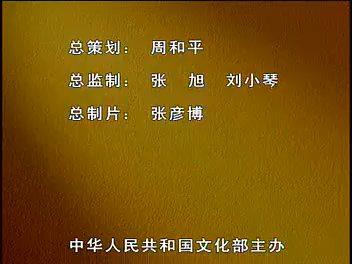 总策划： 周和平
总监制： 张　旭　刘小琴
总制片： 张彦博
中华人民共和国文化部主办